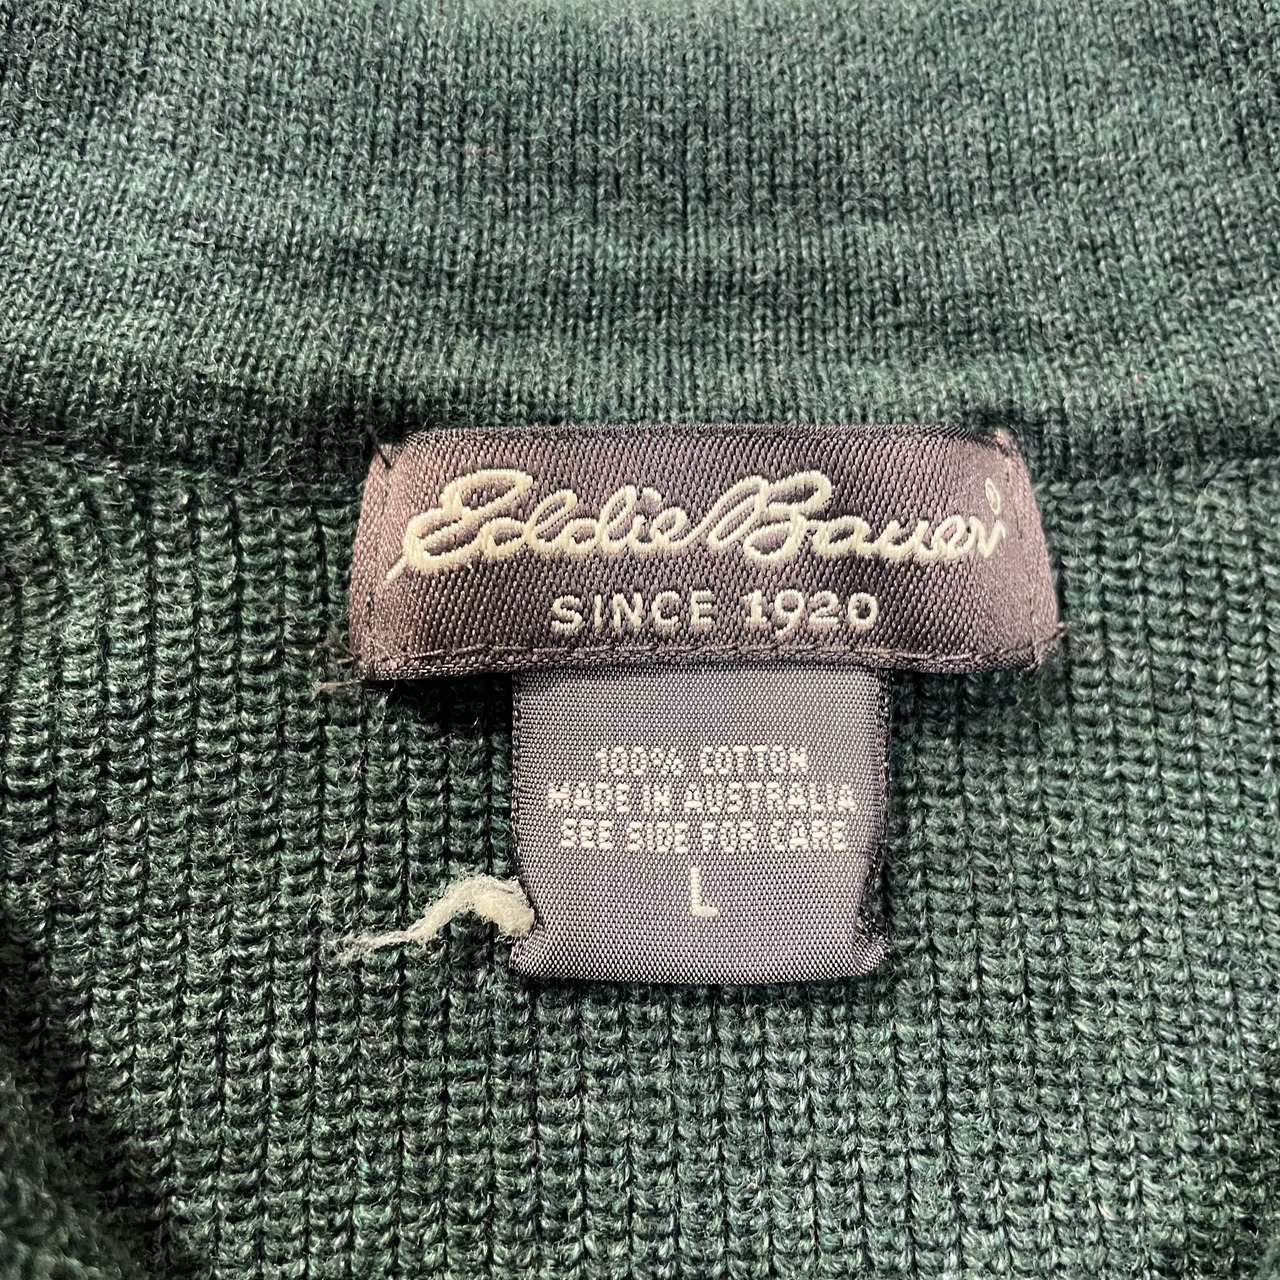 Eddie Bauer®
SINCE 1920
100% COTTON
MADE IN AUSTRALIA
SEE SIDE FOR CARE
L